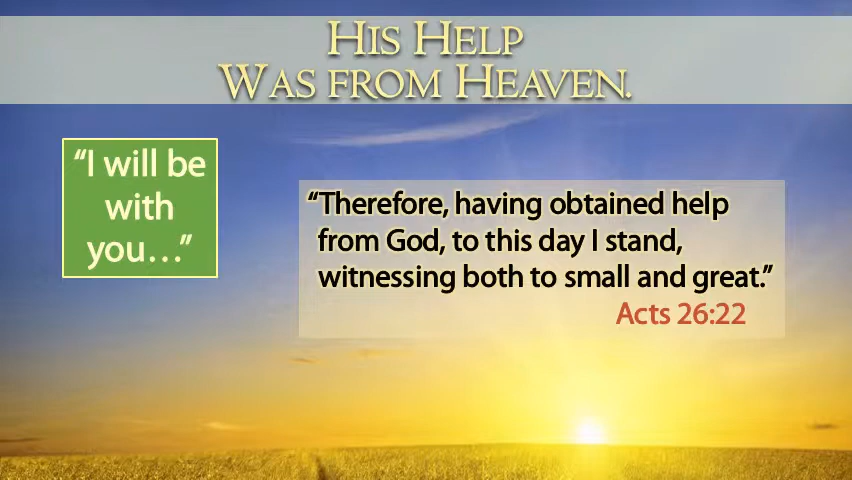 His Help
Was from Heaven.
“I will be
with
you…”
“Therefore, having obtained help
from God, to this day I stand,
witnessing both to small and great.”
Acts 26:22